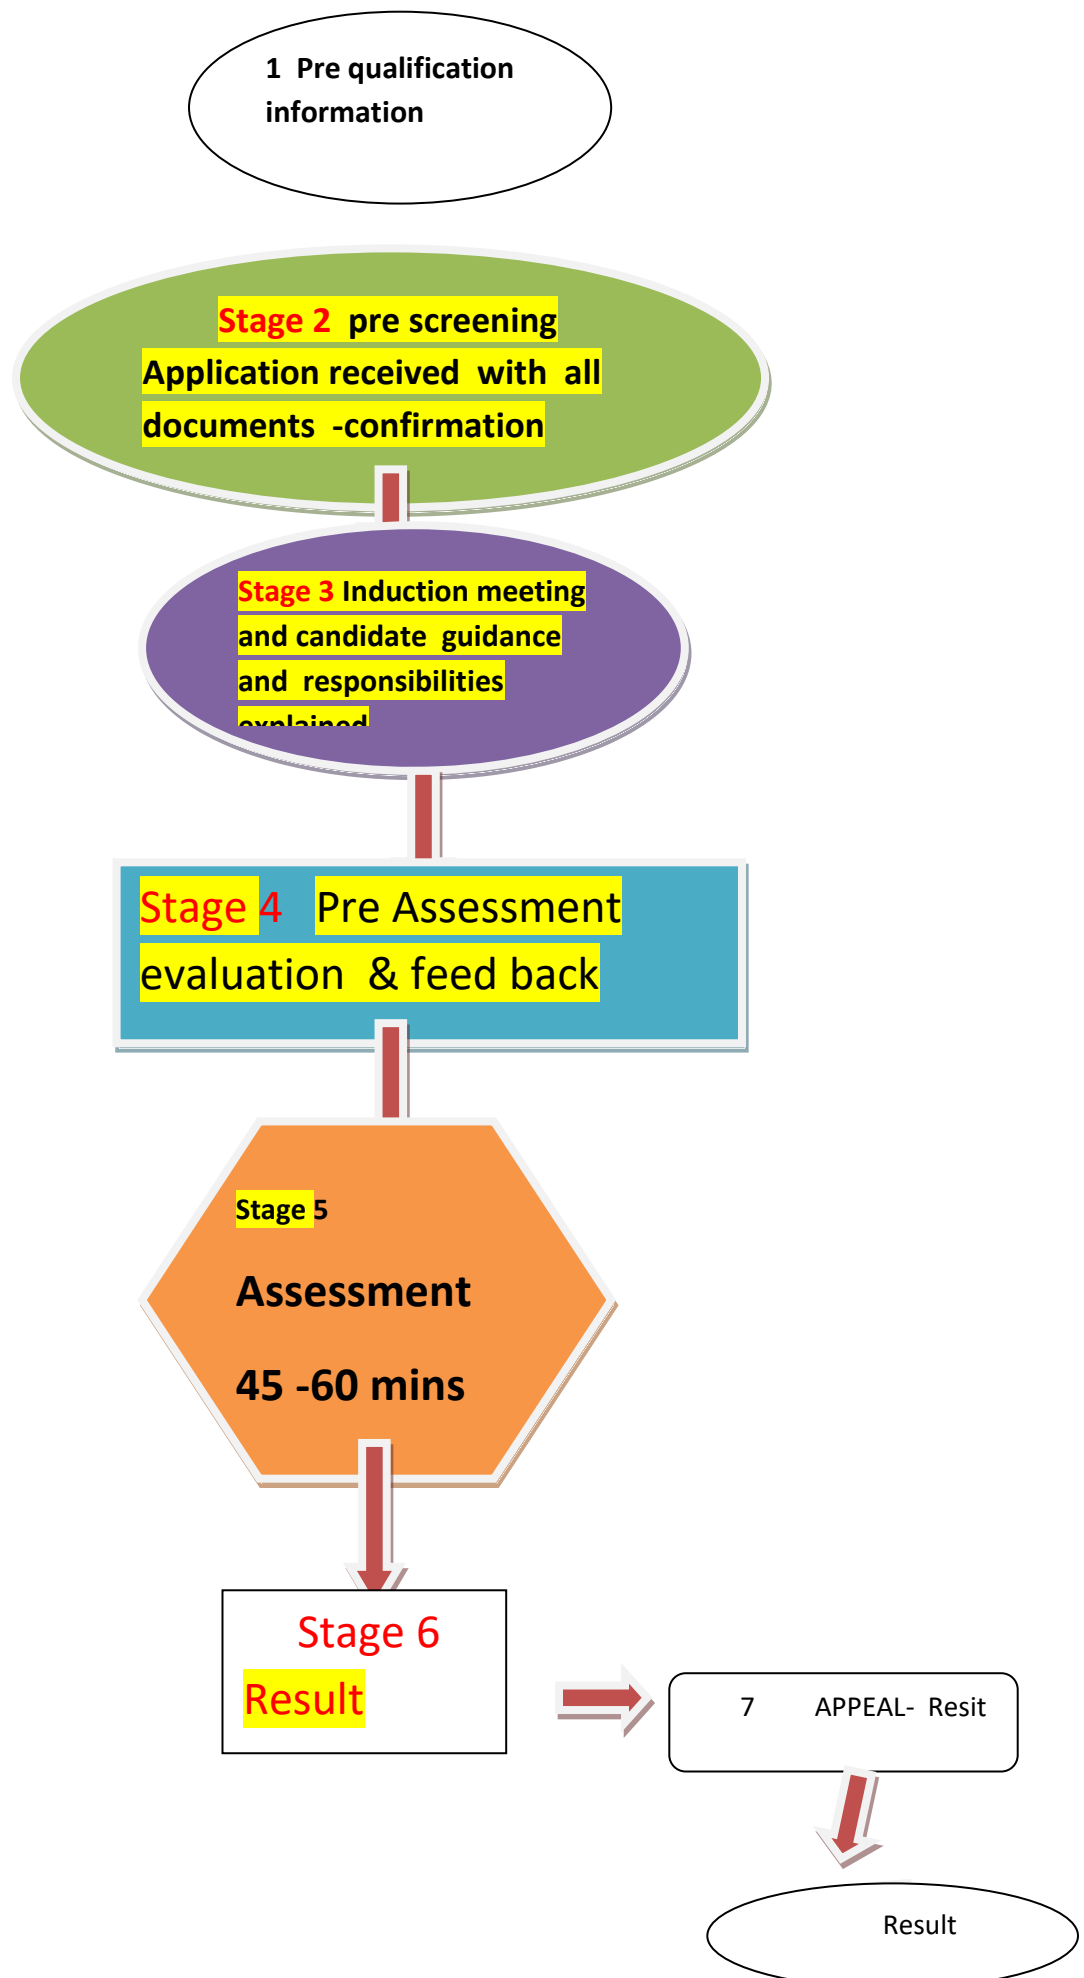 1 Pre qualification
information
Stage 2 pre screening
Application received with all
documents -confirmation
Stage 3 Induction meeting
and candidate guidance
and responsibilities
explained
Stage 4 Pre Assessment
evaluation & feed back
Stage 5
Assessment
45 -60 mins
Stage 6
Result
7 APPEAL- Resit
Result